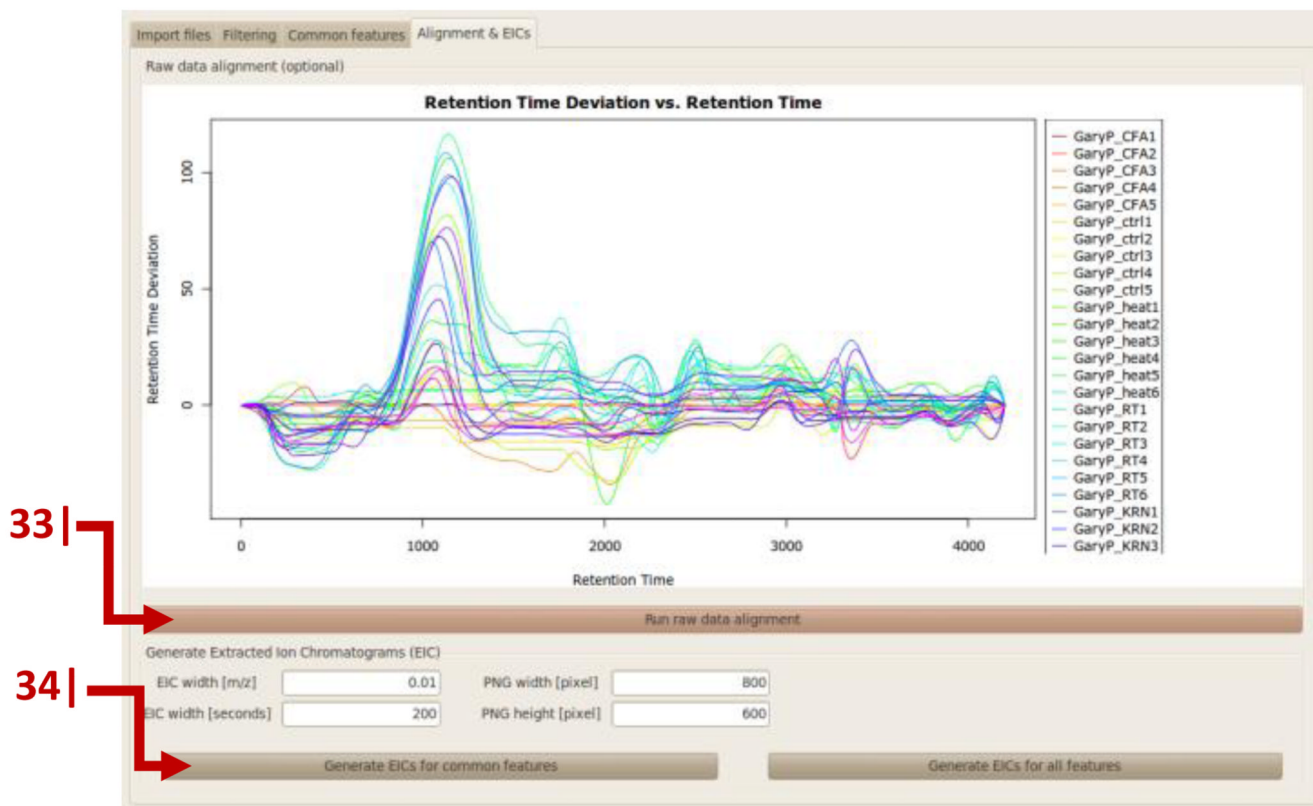 Import files Filtering Common features Alignment & EICs
Raw data alignment (optional)
Retention Time Deviation vs. Retention Time
Retention Time Deviation
100
50
0
0 1000 2000 3000 4000
Retention Time
GaryP_CFA1
GaryP_CFA2
GaryP_CFA3
GaryP_CFA4
GaryP_CFA5
GaryP_ctrl1
GaryP_ctrl2
GaryP_ctrl3
GaryP_ctrl4
GaryP_ctrl5
GaryP_heat1
GaryP_heat2
GaryP_heat3
GaryP_heat4
GaryP_heat5
GaryP_heat6
GaryP_RT1
GaryP_RT2
GaryP_RT3
GaryP_RT4
GaryP_RT5
GaryP_RT6
GaryP_KRN1
GaryP_KRN2
GaryP_KRN3
33|
Run raw data alignment
Generate Extracted Ion Chromatograms (EIC)
34|
EIC width [m/z] 0.01 PNG width [pixel] 800
EIC width [seconds] 200 PNG height [pixel] 600
Generate EICs for common features Generate EICs for all features